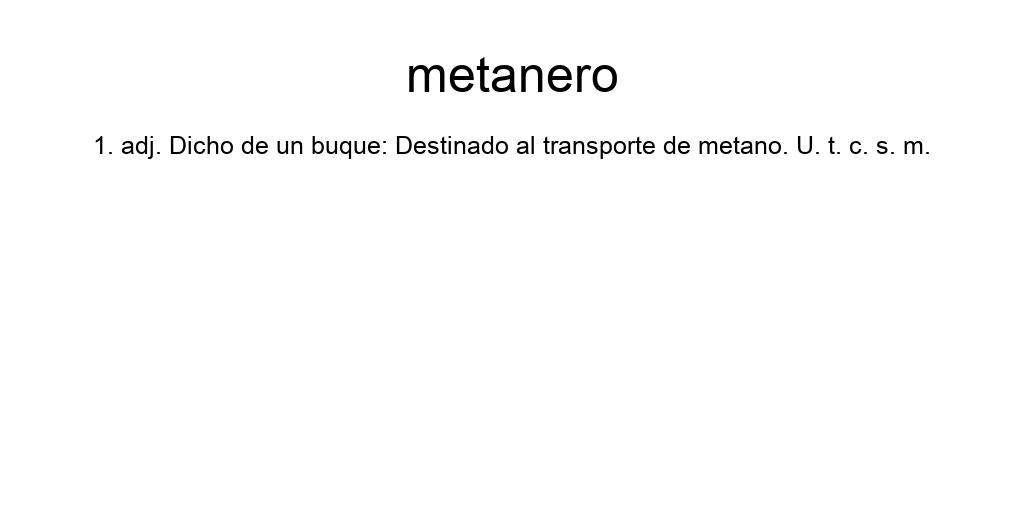 metanero
1. adj. Dicho de un buque: Destinado al transporte de metano. U. t. c. s. m.